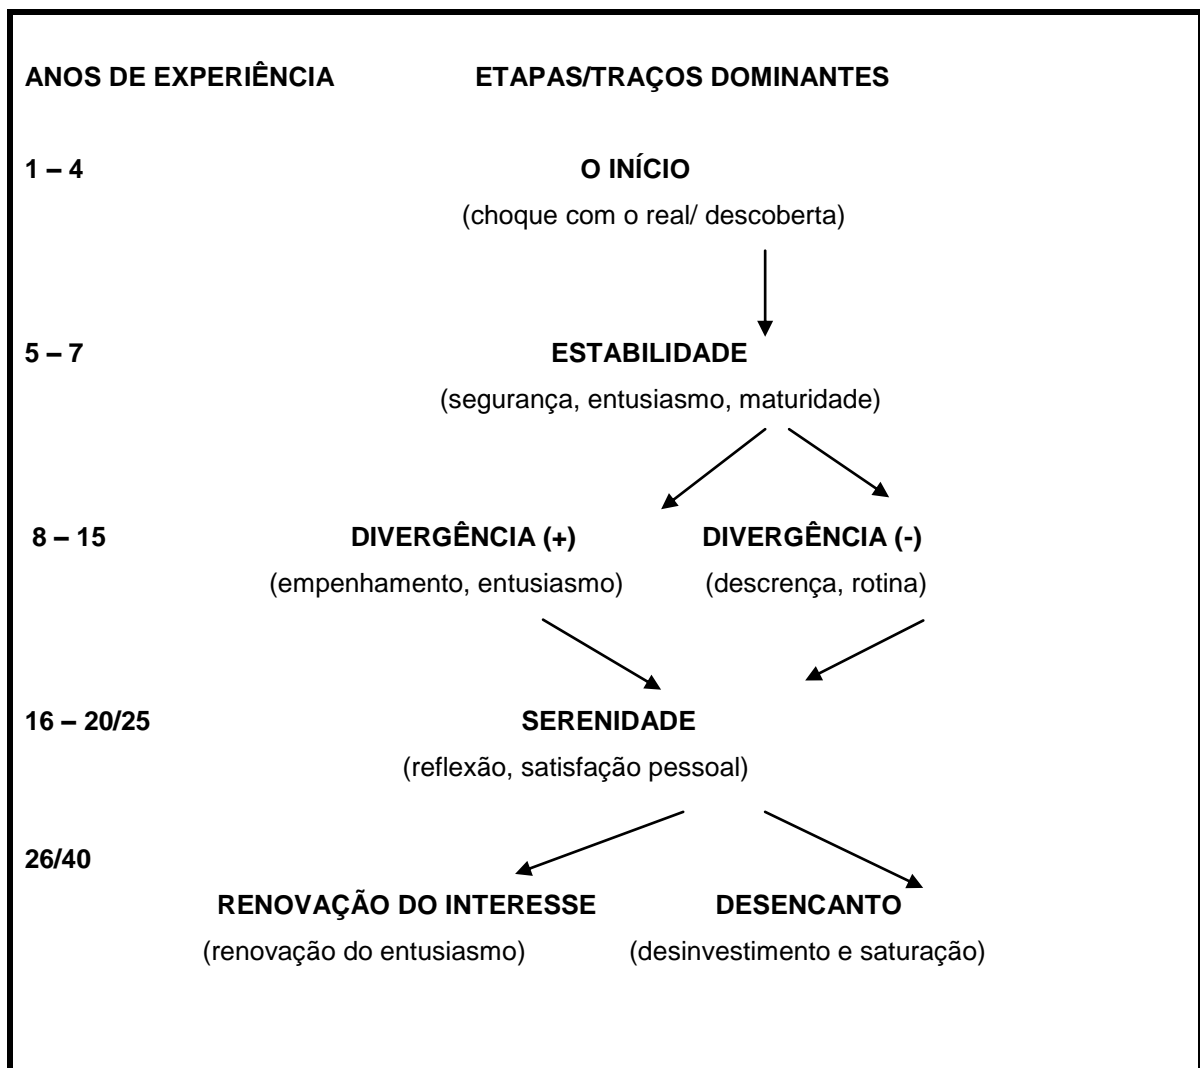 ANOS DE EXPERIÊNCIA ETAPAS/TRAÇOS DOMINANTES
1 – 4 O INÍCIO
(choque com o real/ descoberta)
5 – 7 ESTABILIDADE
(segurança, entusiasmo, maturidade)
8 – 15 DIVERGÊNCIA (+) DIVERGÊNCIA (-)
(empenhamento, entusiasmo) (descrença, rotina)
16 – 20/25 SERENIDADE
(reflexão, satisfação pessoal)
26/40
RENOVAÇÃO DO INTERESSE DESENCANTO
(renovação do entusiasmo) (desinvestimento e saturação)